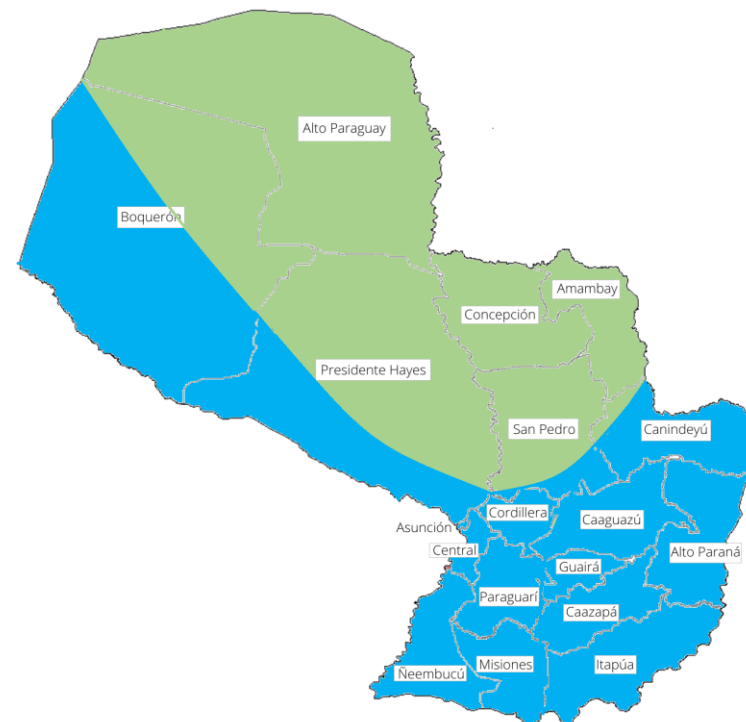 Alto Paraguay
Boquerón
Amambay
Concepción
Presidente Hayes
San Pedro
Canindeyú
Cordillera
Caaguazú
Asunción
Central
Alto Paraná
Guairá
Paraguarí
Caazapá
Misiones
Itapúa
Ñeembucú